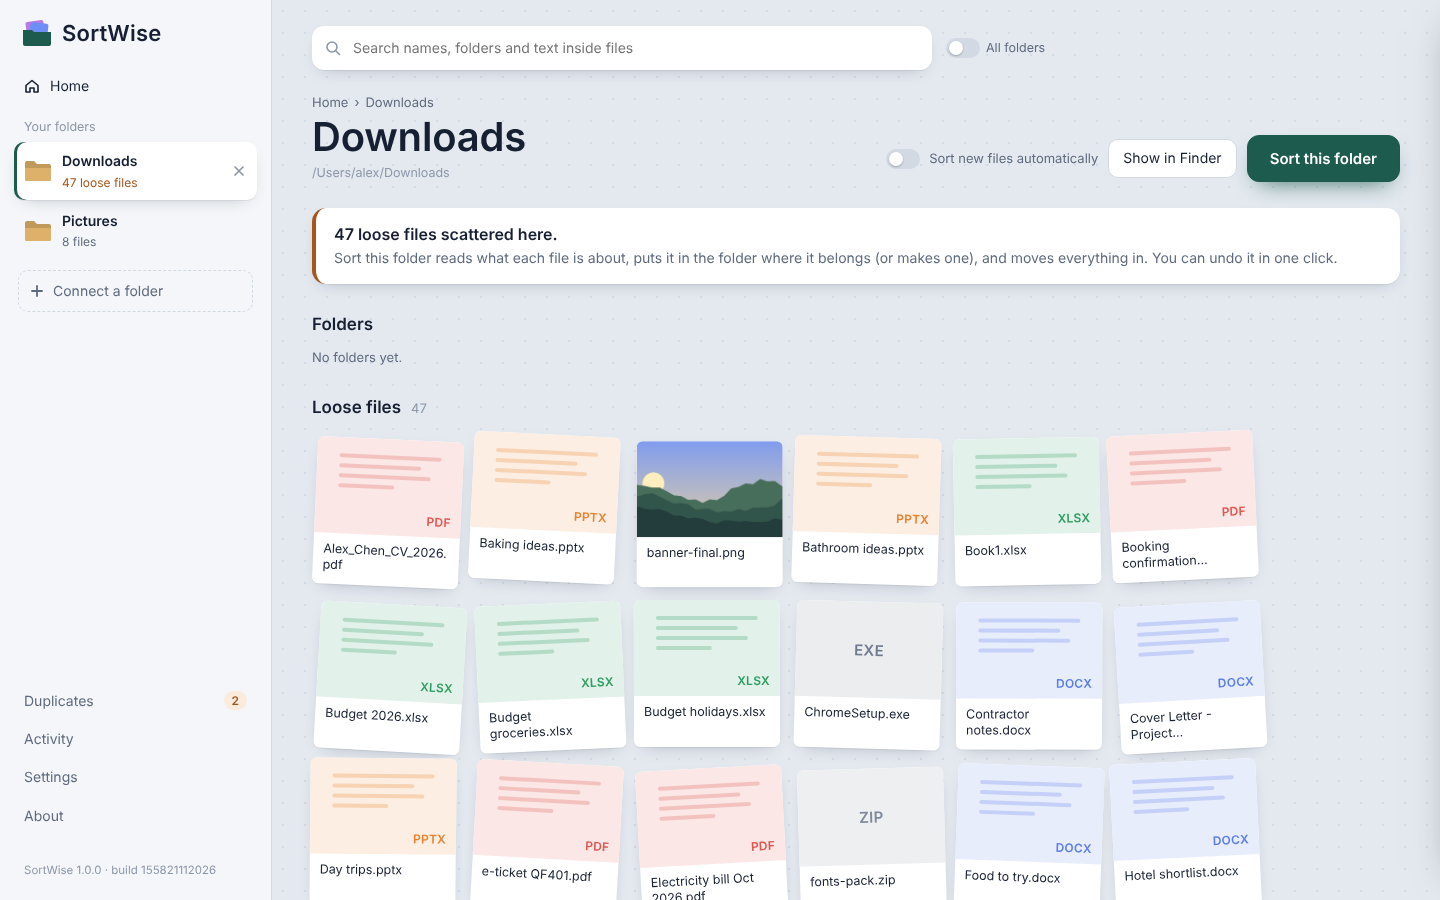 SortWise
Home
Your folders
Downloads
47 loose files
Pictures
8 files
Connect a folder
Duplicates
2
Activity
Settings
About
SortWise 1.0.0 · build 155821112026
Search names, folders and text inside files
All folders
Home › Downloads
Downloads
/Users/alex/Downloads
Sort new files automatically
Show in Finder
Sort this folder
47 loose files scattered here.
Sort this folder reads what each file is about, puts it in the folder where it belongs (or makes one), and moves everything in. You can undo it in one click.
Folders
No folders yet.
Loose files 47
PDF
Alex_Chen_CV_2026.
pdf
PPTX
Baking ideas.pptx
banner-final.png
PPTX
Bathroom ideas.pptx
XLSX
Book1.xlsx
PDF
Booking
confirmation...
XLSX
Budget 2026.xlsx
XLSX
Budget
groceries.xlsx
XLSX
Budget holidays.xlsx
EXE
ChromeSetup.exe
DOCX
Contractor
notes.docx
DOCX
Cover Letter -
Project...
PPTX
Day trips.pptx
PDF
e-ticket QF401.pdf
PDF
Electricity bill Oct
2026.pdf
ZIP
fonts-pack.zip
DOCX
Food to try.docx
DOCX
Hotel shortlist.docx